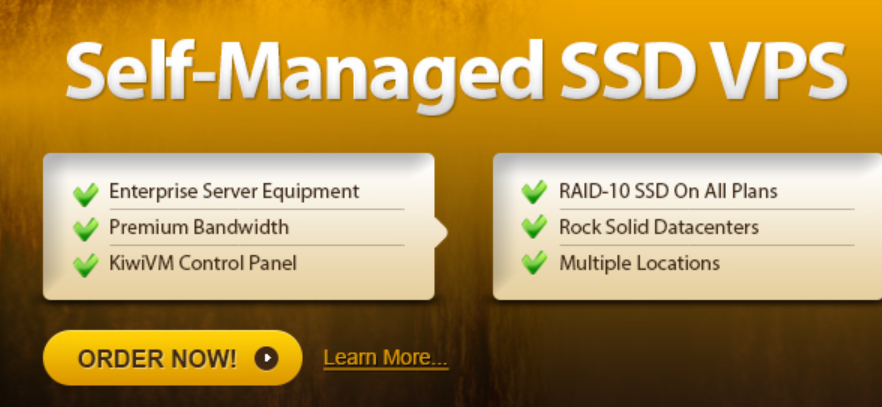 Self-Managed SSD VPS
Enterprise Server Equipment
Premium Bandwidth
KiwiVM Control Panel
RAID-10 SSD On All Plans
Rock Solid Datacenters
Multiple Locations
ORDER NOW!
Learn More...